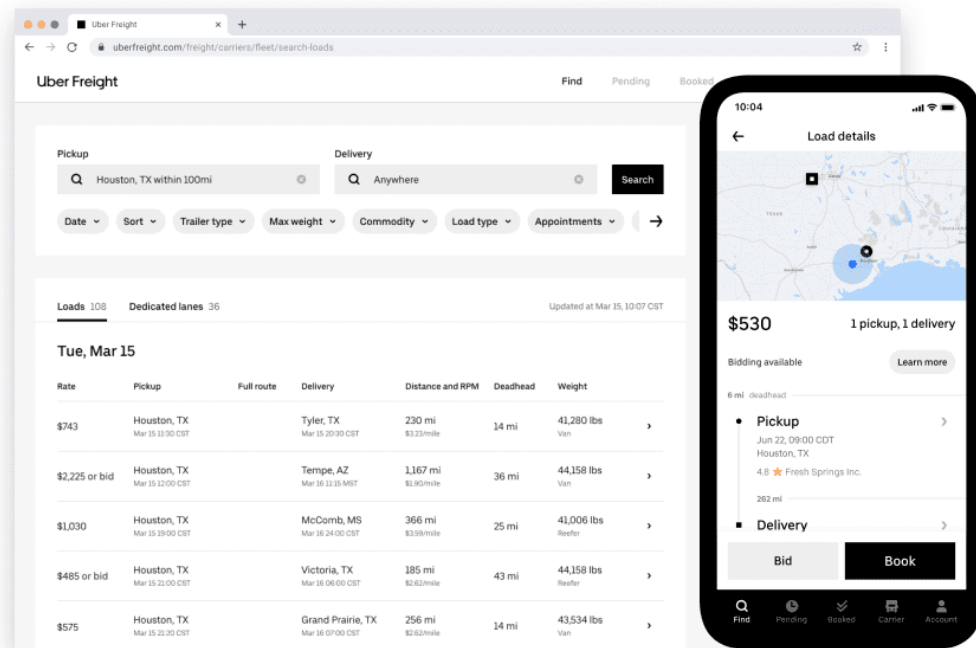 Uber Freight
uberfreight.com/freight/carriers/fleet/search-loads
Uber Freight
Find Pending Booked
Pickup Delivery
Houston, TX within 100mi Anywhere Search
Date Sort Trailer type Max weight Commodity Load type Appointments
Loads 108 Dedicated lanes 36 Updated at Mar 15, 10:07 CST
Tue, Mar 15
Rate Pickup Full route Delivery Distance and RPM Deadhead Weight
$743 Houston, TX Tyler, TX 230 mi 14 mi 41,280 lbs
Mar 15 11:30 CST Mar 15 20:30 CST $3.23/mile Van
$2,225 or bid Houston, TX Tempe, AZ 1,167 mi 36 mi 44,158 lbs
Mar 15 12:00 CST Mar 16 11:15 MST $1.90/mile Van
$1,030 Houston, TX McComb, MS 366 mi 25 mi 41,006 lbs
Mar 15 19:00 CST Mar 16 24:00 CST $3.59/mile Reefer
$485 or bid Houston, TX Victoria, TX 185 mi 43 mi 44,158 lbs
Mar 15 21:00 CST Mar 16 06:00 CST $2.62/mile Reefer
$575 Houston, TX Grand Prairie, TX 256 mi 14 mi 43,534 lbs
Mar 15 21:20 CST Mar 16 07:00 CST $2.62/mile Van
10:04
Load details
$530 1 pickup, 1 delivery
Bidding available Learn more
6 mi deadhead
Pickup
Jun 22, 09:00 CDT
Houston, TX
4.8 Fresh Springs Inc.
262 mi
Delivery
Bid Book
Find Pending Booked Carrier Account